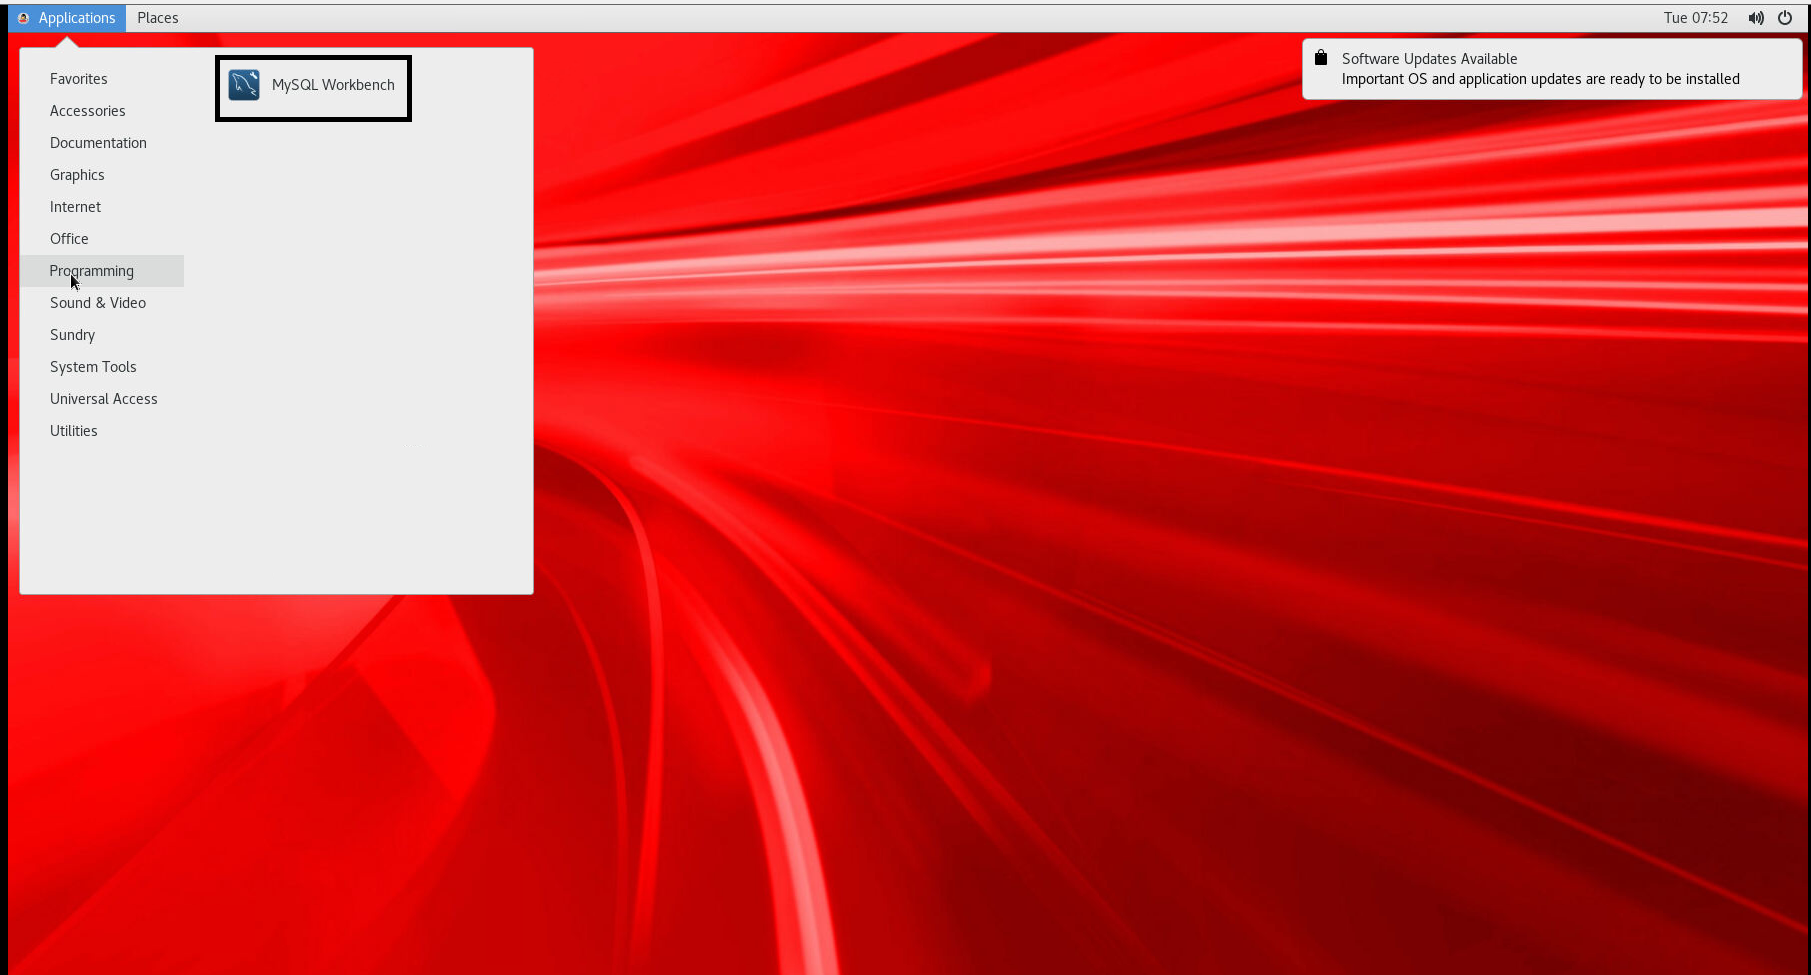 Applications Places Tue 07:52
Favorites
Accessories
Documentation
Graphics
Internet
Office
Programming
Sound & Video
Sundry
System Tools
Universal Access
Utilities
MySQL Workbench
Software Updates Available
Important OS and application updates are ready to be installed